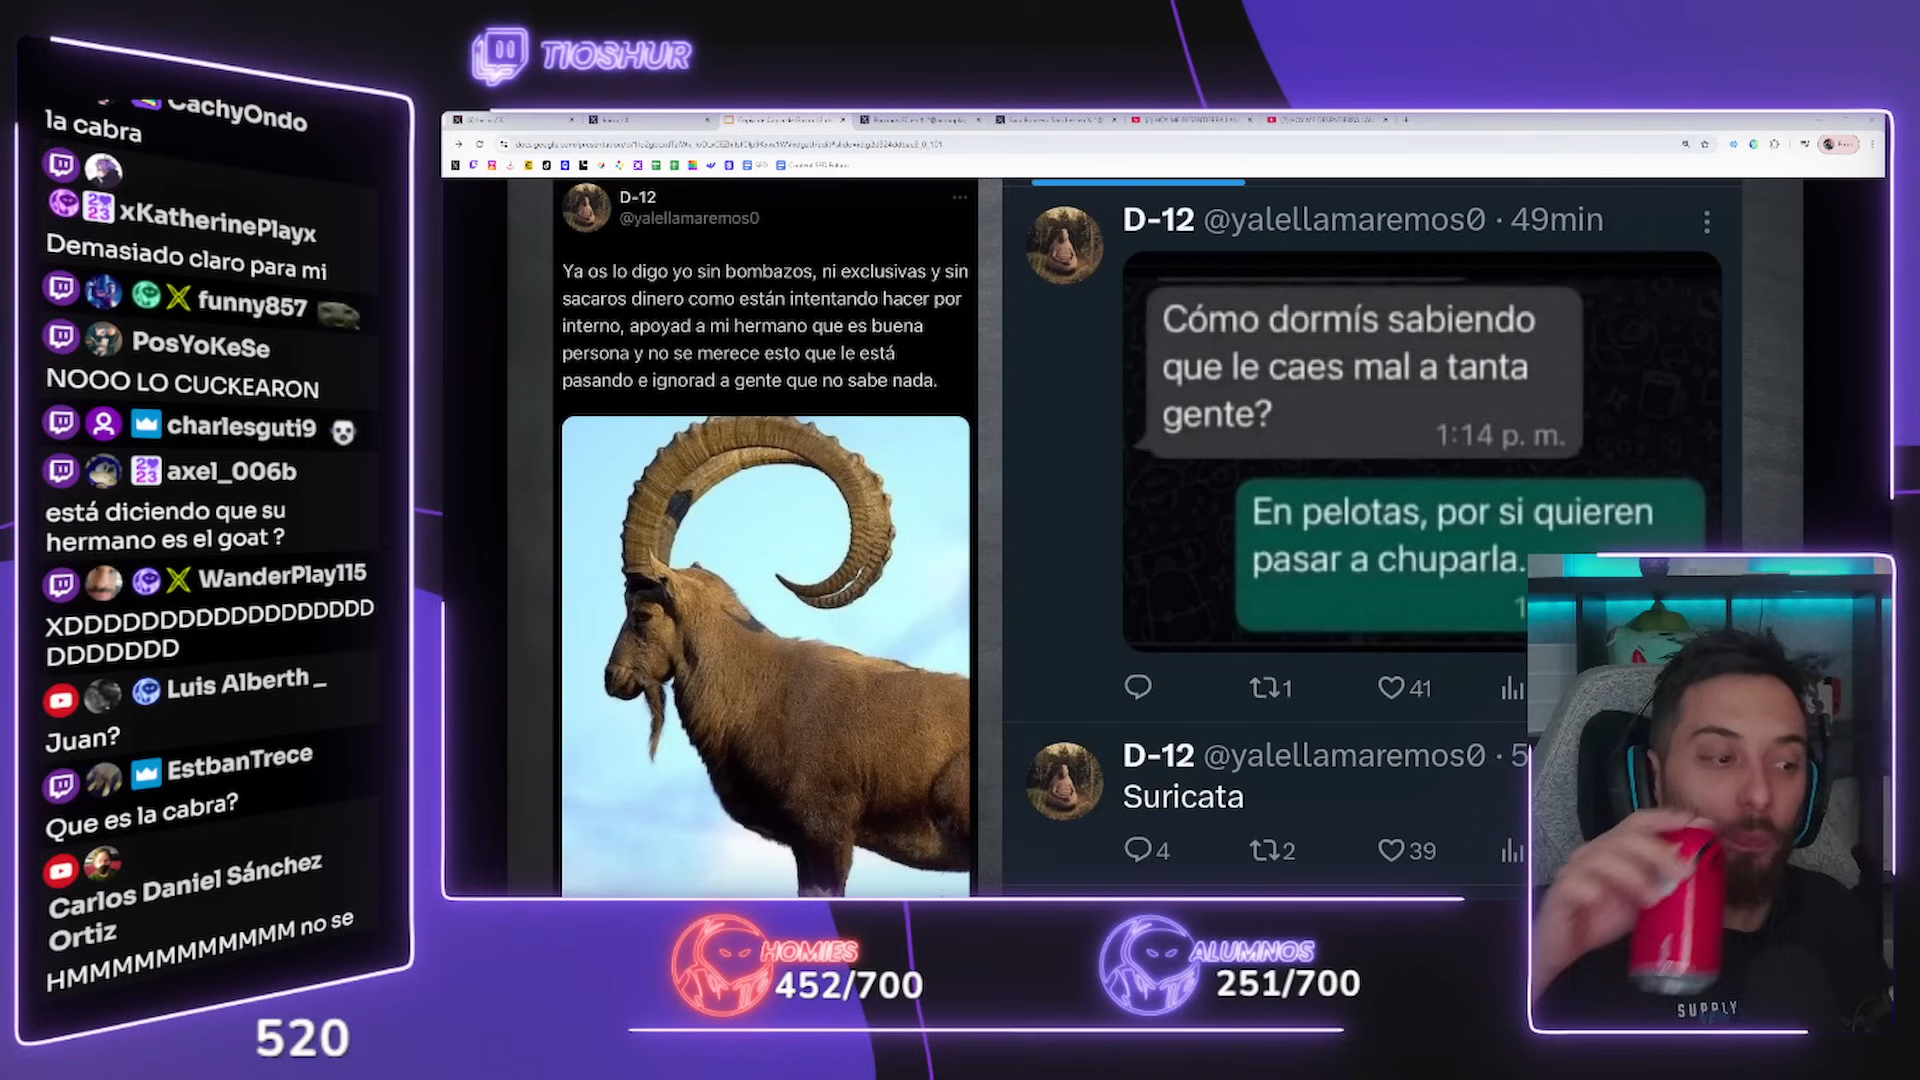 TIOSHUR
CachyOndo
la cabra
xKatherinePlayx
Demasiado claro para mi
funny857
PosYoKeSe
NOOO LO CUCKEARON
charlesguti9
axel_006b
está diciendo que su
hermano es el goat ?
WanderPlay115
XDDDDDDDDDDDDDDDDD
DDDDDDD
Luis Alberth _
Juan?
EstbanTrece
Que es la cabra?
Carlos Daniel Sánchez
Ortiz
HMMMMMMMMMM no se
520
D-12
@yalellamaremos0
Ya os lo digo yo sin bombazos, ni exclusivas y sin
sacaros dinero como están intentando hacer por
interno, apoyad a mi hermano que es buena
persona y no se merece esto que le está
pasando e ignorad a gente que no sabe nada.
D-12 @yalellamaremos0 · 49min
Cómo dormís sabiendo
que le caes mal a tanta
gente?
1:14 p. m.
En pelotas, por si quieren
pasar a chuparla.
1
1
41
D-12 @yalellamaremos0 · 5
Suricata
4
2
39
SUPPLY
HOMIES
452/700
ALUMNOS
251/700